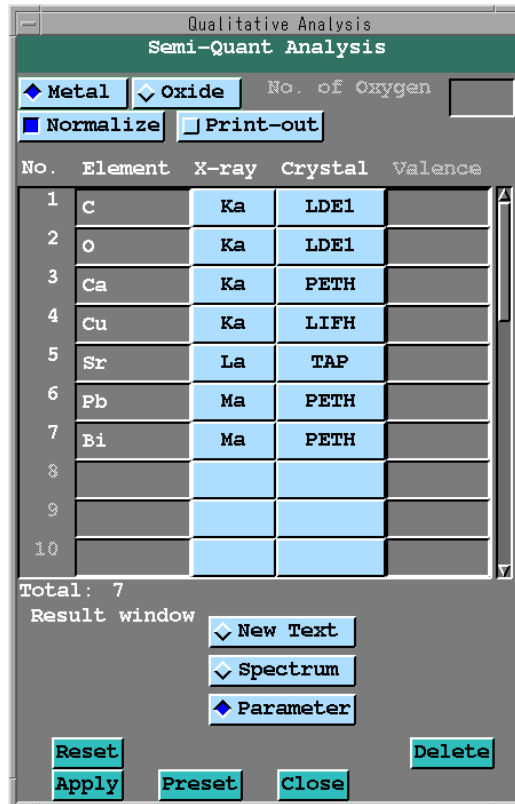 Qualitative Analysis
Semi-Quant Analysis
Metal Oxide No. of Oxygen
Normalize Print-out
No. Element X-ray Crystal Valence
1 C Ka LDE1
2 O Ka LDE1
3 Ca Ka PETH
4 Cu Ka LIFH
5 Sr La TAP
6 Pb Ma PETH
7 Bi Ma PETH
8
9
10
Total: 7
Result window
New Text
Spectrum
Parameter
Reset Delete
Apply Preset Close